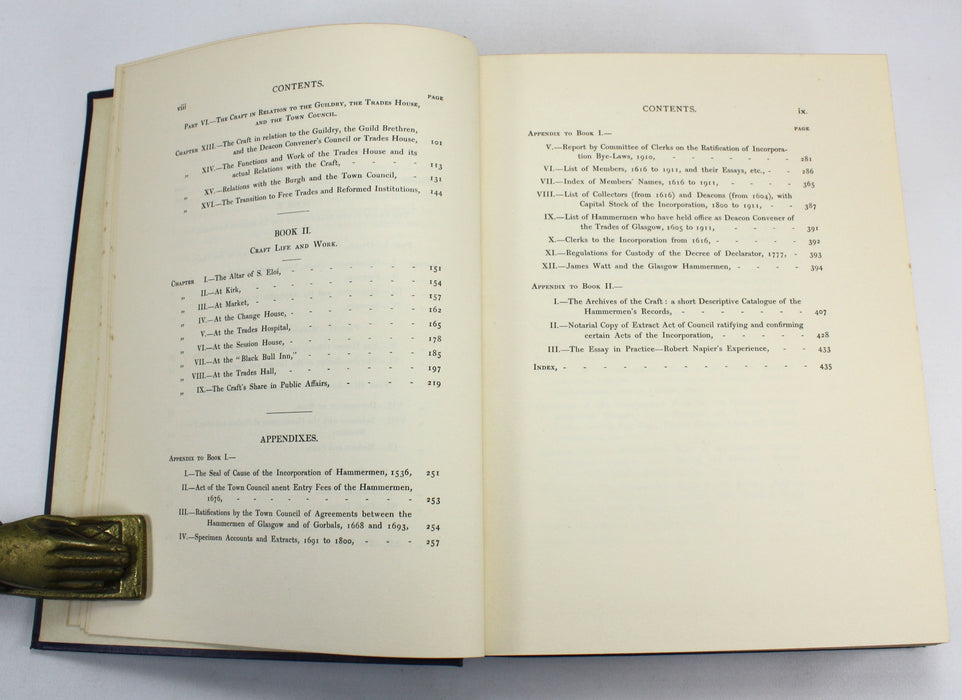 viii
CONTENTS.
PAGE
Part VI.—The Craft in Relation to the Guildry, the Trades House,
and the Town Council.
Chapter XIII.—The Craft in relation to the Guildry, the Guild Brethren,
and the Deacon Convener's Council or Trades House, 101
„ XIV.—The Functions and Work of the Trades House and its
actual Relations with the Craft, - - - - 113
„ XV.—Relations with the Burgh and the Town Council, - 131
„ XVI.—The Transition to Free Trades and Reformed Institutions, 144
BOOK II.
Craft Life and Work.
Chapter I.—The Altar of S. Eloi, - - - - - - 151
„ II.—At Kirk, - - - - - - - 154
„ III.—At Market, - - - - - - - 157
„ IV.—At the Change House, - - - - - - 162
„ V.—At the Trades Hospital, - - - - - 165
„ VI.—At the Session House, - - - - - 178
„ VII.—At the "Black Bull Inn," - - - - - 185
„ VIII.—At the Trades Hall, - - - - - - 197
„ IX.—The Craft's Share in Public Affairs, - - - - 219
APPENDIXES.
Appendix to Book I.—
I.—The Seal of Cause of the Incorporation of Hammermen, 1536, 251
II.—Act of the Town Council anent Entry Fees of the Hammermen,
1676, - - - - - - - - - 253
III.—Ratifications by the Town Council of Agreements between the
Hammermen of Glasgow and of Gorbals, 1668 and 1693, 254
IV.—Specimen Accounts and Extracts, 1691 to 1800, - - - 257
CONTENTS.
ix.
PAGE
Appendix to Book I.—
V.—Report by Committee of Clerks on the Ratification of Incorpora-
tion Bye-Laws, 1910, - - - - - - 281
VI.—List of Members, 1616 to 1911, and their Essays, etc., - - 286
VII.—Index of Members' Names, 1616 to 1911, - - - - 365
VIII.—List of Collectors (from 1616) and Deacons (from 1604), with
Capital Stock of the Incorporation, 1800 to 1911, - - 387
IX.—List of Hammermen who have held office as Deacon Convener of
the Trades of Glasgow, 1605 to 1911, - - - - 391
X.—Clerks to the Incorporation from 1616, - - - - - 392
XI.—Regulations for Custody of the Decree of Declarator, 1777, - 393
XII.—James Watt and the Glasgow Hammermen, - - - - 394
Appendix to Book II.—
I.—The Archives of the Craft : a short Descriptive Catalogue of the
Hammermen's Records, - - - - - - 407
II.—Notarial Copy of Extract Act of Council ratifying and confirming
certain Acts of the Incorporation, - - - - - 428
III.—The Essay in Practice—Robert Napier's Experience, - - 433
Index, - - - - - - - - - - - - 435